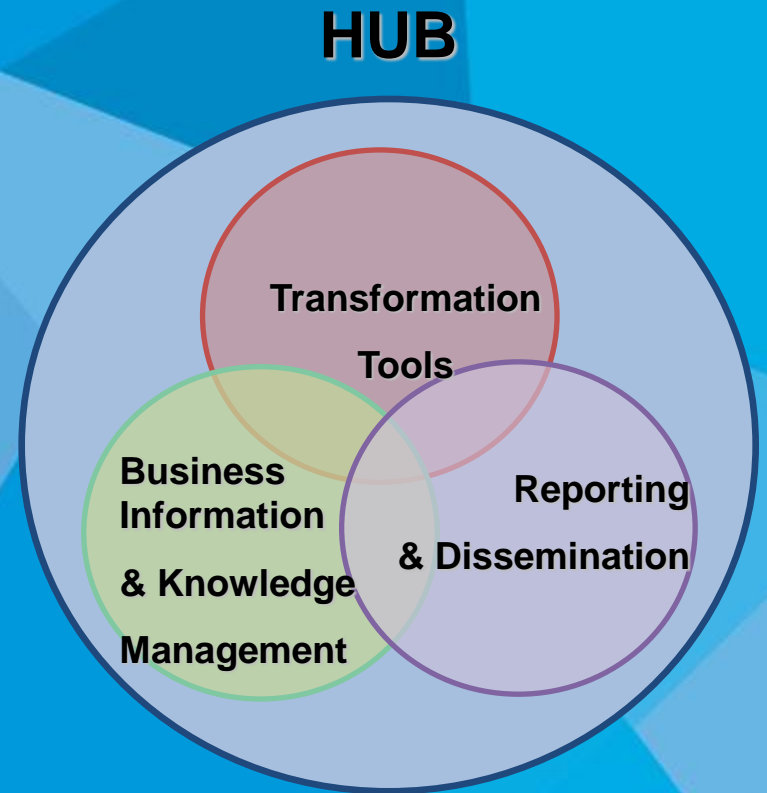 HUB
Transformation
Tools
Business
Information
& Knowledge
Management
Reporting
& Dissemination